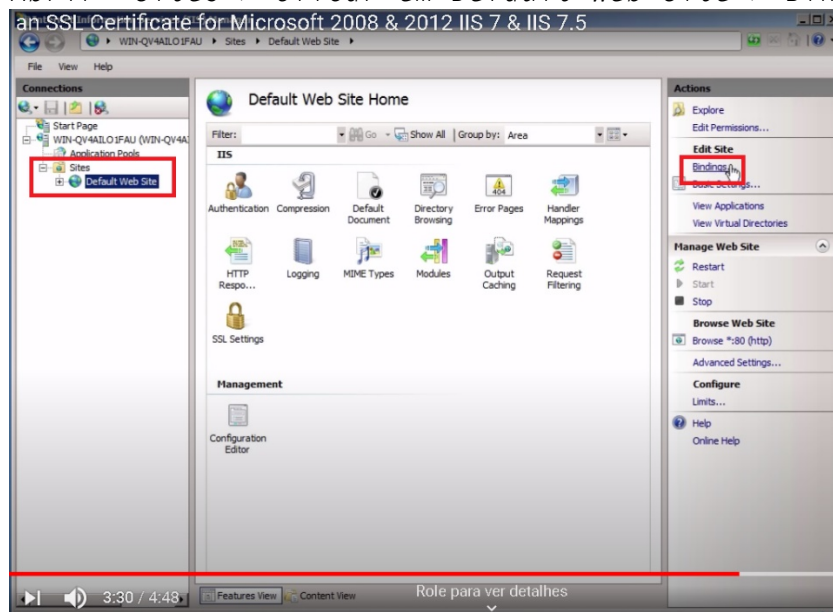 an SSL Certificate for Microsoft 2008 & 2012 IIS 7 & IIS 7.5
WIN-QV4AILO1FAU ▸ Sites ▸ Default Web Site ▸
File View Help
Connections
Start Page
WIN-QV4AILO1FAU (WIN-QV4A
Application Pools
Sites
Default Web Site
Default Web Site Home
Filter: Go Show All Group by: Area
IIS
Authentication
Compression
Default Document
Directory Browsing
Error Pages
Handler Mappings
HTTP Respo...
Logging
MIME Types
Modules
Output Caching
Request Filtering
SSL Settings
Management
Configuration Editor
Features View Content View
Actions
Explore
Edit Permissions...
Edit Site
Bindings
Basic Settings...
View Applications
View Virtual Directories
Manage Web Site
Restart
Start
Stop
Browse Web Site
Browse *:80 (http)
Advanced Settings...
Configure
Limits...
Help
Online Help
3:30 / 4:48
Role para ver detalhes